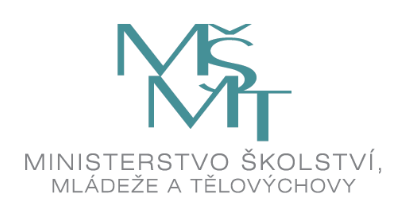 MŠ
MT
MINISTERSTVO ŠKOLSTVÍ,
MLÁDEŽE A TĚLOVÝCHOVY